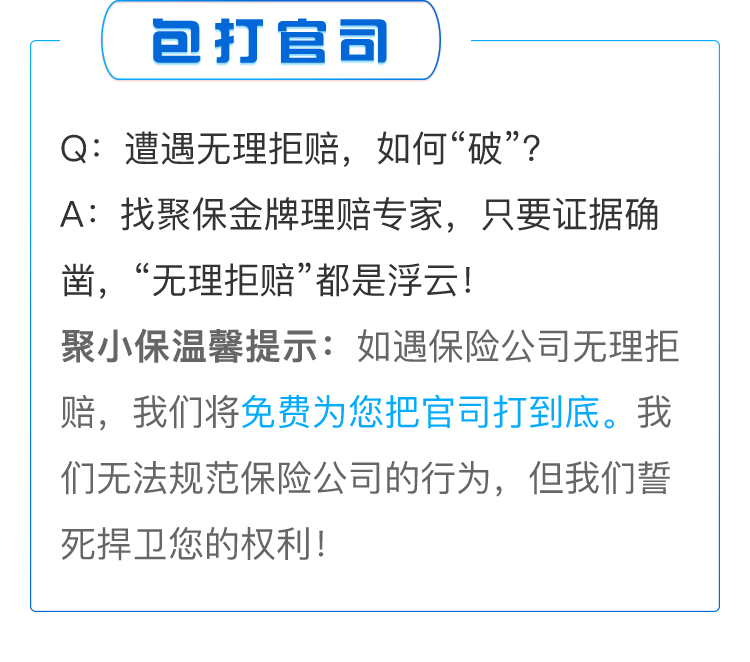 包打官司
Q：遭遇无理拒赔，如何“破”？
A：找聚保金牌理赔专家，只要证据确
凿，“无理拒赔”都是浮云！
聚小保温馨提示：如遇保险公司无理拒
赔，我们将免费为您把官司打到底。我
们无法规范保险公司的行为，但我们誓
死捍卫您的权利！